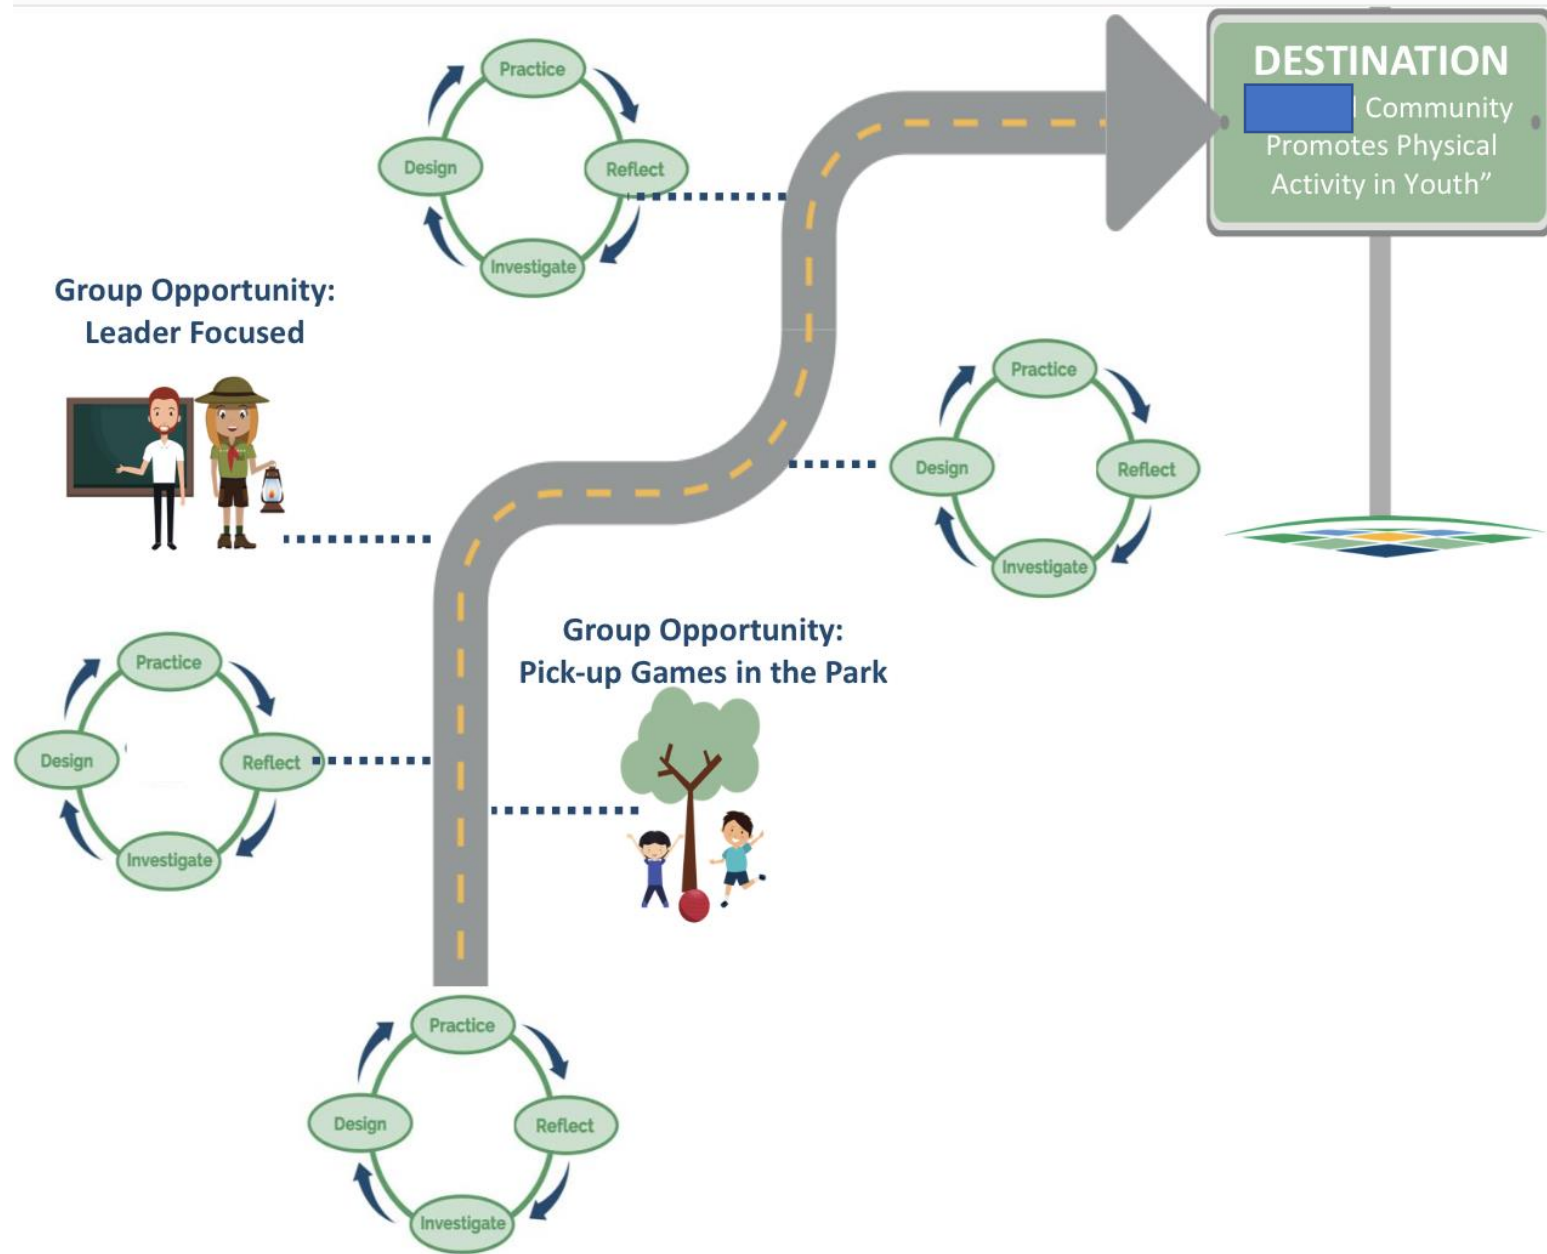 DESTINATION
Community
Promotes Physical
Activity in Youth”
Practice
Design
Reflect
Investigate
Group Opportunity:
Leader Focused
Practice
Design
Reflect
Investigate
Group Opportunity:
Pick-up Games in the Park
Practice
Design
Reflect
Investigate
Practice
Design
Reflect
Investigate